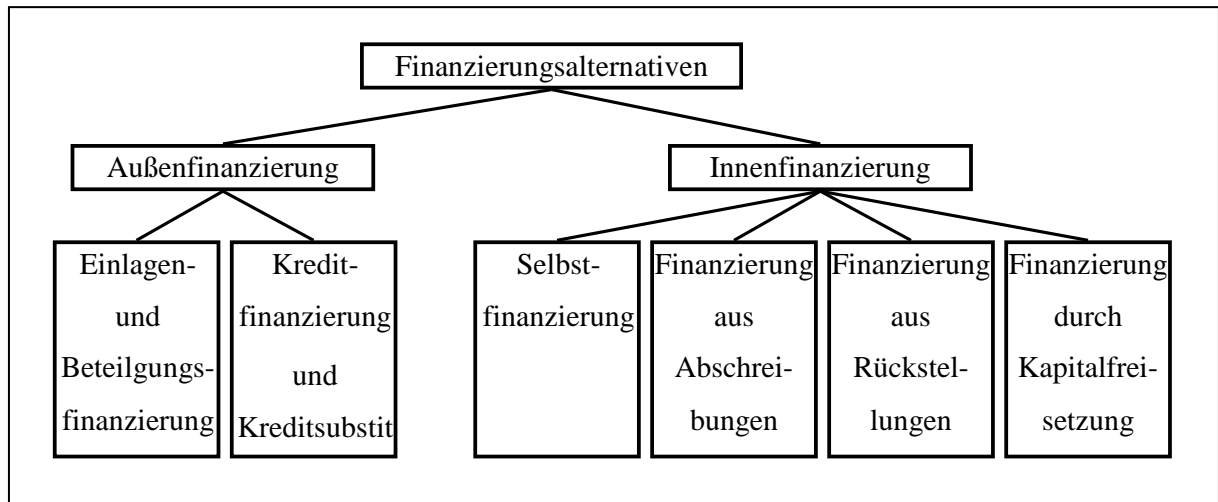 Finanzierungsalternativen
Außenfinanzierung
Innenfinanzierung
Einlagen-
und
Beteilgungs-
finanzierung
Kredit-
finanzierung
und
Kreditsubstit
Selbst-
finanzierung
Finanzierung
aus
Abschrei-
bungen
Finanzierung
aus
Rückstel-
lungen
Finanzierung
durch
Kapitalfrei-
setzung